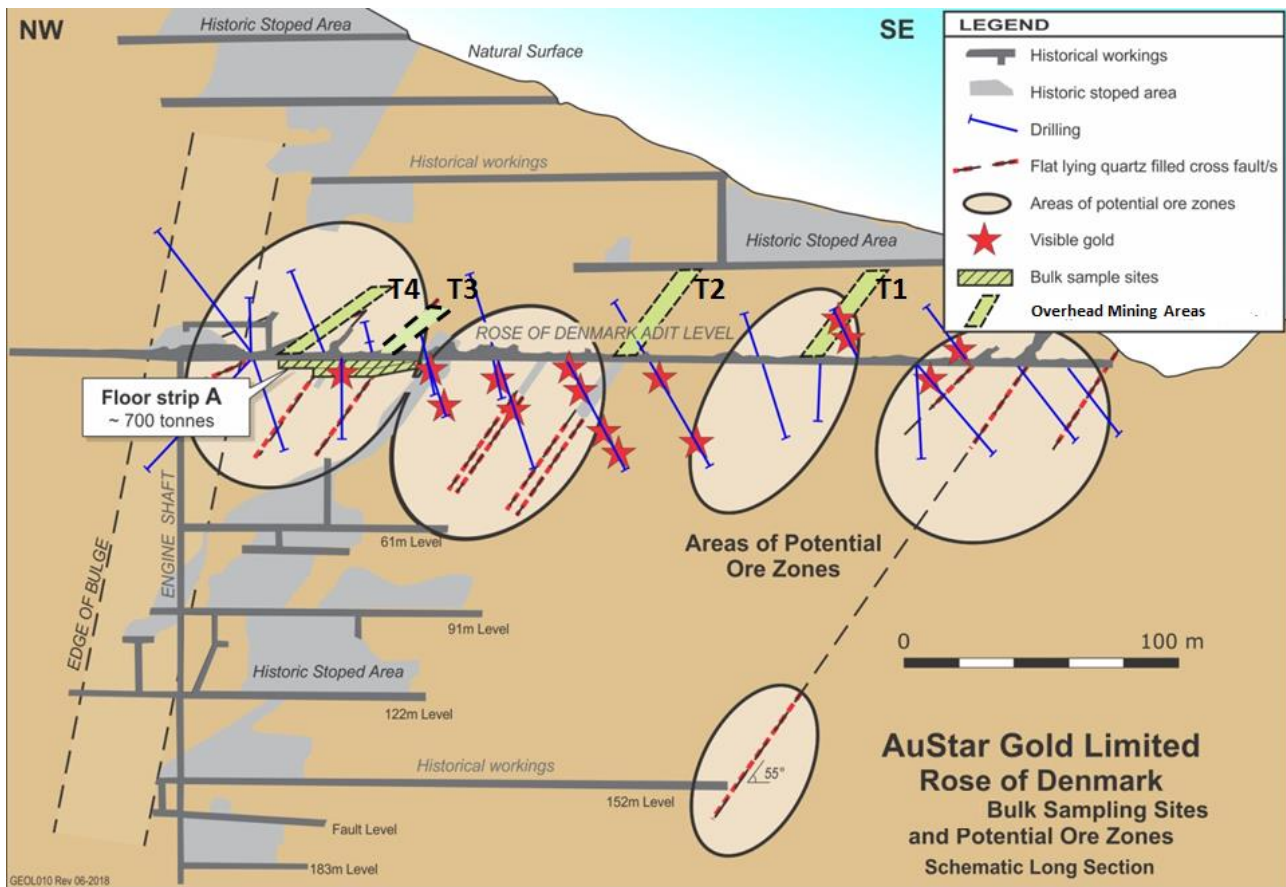 NW
Historic Stoped Area
Natural Surface
SE
LEGEND
Historical workings
Historic stoped area
Drilling
Flat lying quartz filled cross fault/s
Areas of potential ore zones
Visible gold
Bulk sample sites
Overhead Mining Areas
Historical workings
Historic Stoped Area
T4
T3
T2
T1
ROSE OF DENMARK ADIT LEVEL
Floor strip A
~ 700 tonnes
EDGE OF BULGE
ENGINE SHAFT
61m Level
Areas of Potential
Ore Zones
91m Level
0
100 m
Historic Stoped Area
122m Level
Historical workings
55°
152m Level
Fault Level
183m Level
AuStar Gold Limited
Rose of Denmark
Bulk Sampling Sites
and Potential Ore Zones
Schematic Long Section
GEOL010 Rev 06-2018